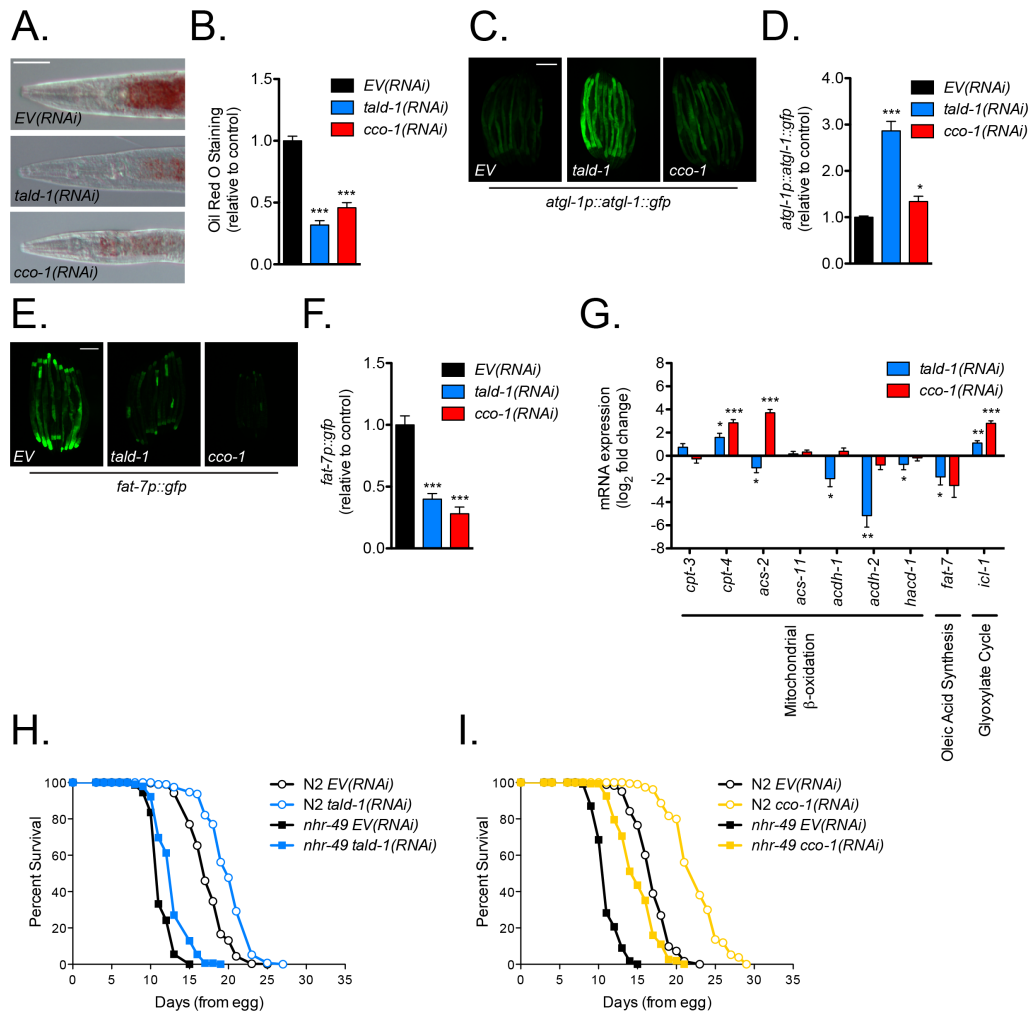 A.
EV(RNAi)
tald-1(RNAi)
cco-1(RNAi)
B.
Oil Red O Staining
(relative to control)
1.5
1.0
0.5
0.0
***
***
EV(RNAi)
tald-1(RNAi)
cco-1(RNAi)
C.
EV
tald-1
cco-1
atgl-1p::atgl-1::gfp
D.
atgl-1p::atgl-1::gfp
(relative to control)
4.0
3.0
2.0
1.0
0.0
***
*
EV(RNAi)
tald-1(RNAi)
cco-1(RNAi)
E.
EV
tald-1
cco-1
fat-7p::gfp
F.
fat-7p::gfp
(relative to control)
1.5
1.0
0.5
0.0
***
***
EV(RNAi)
tald-1(RNAi)
cco-1(RNAi)
G.
mRNA expression
(log2 fold change)
8
6
4
2
0
-2
-4
-6
-8
tald-1(RNAi)
cco-1(RNAi)
*
***
*
***
*
**
*
*
**
***
cpt-3
cpt-4
acs-2
acs-11
acdh-1
acdh-2
hacd-1
fat-7
icl-1
Mitochondrial
β-oxidation
Oleic Acid Synthesis
Glyoxylate Cycle
H.
Percent Survival
100
80
60
40
20
0
0 5 10 15 20 25 30 35
Days (from egg)
N2 EV(RNAi)
N2 tald-1(RNAi)
nhr-49 EV(RNAi)
nhr-49 tald-1(RNAi)
I.
Percent Survival
100
80
60
40
20
0
0 5 10 15 20 25 30 35
Days (from egg)
N2 EV(RNAi)
N2 cco-1(RNAi)
nhr-49 EV(RNAi)
nhr-49 cco-1(RNAi)